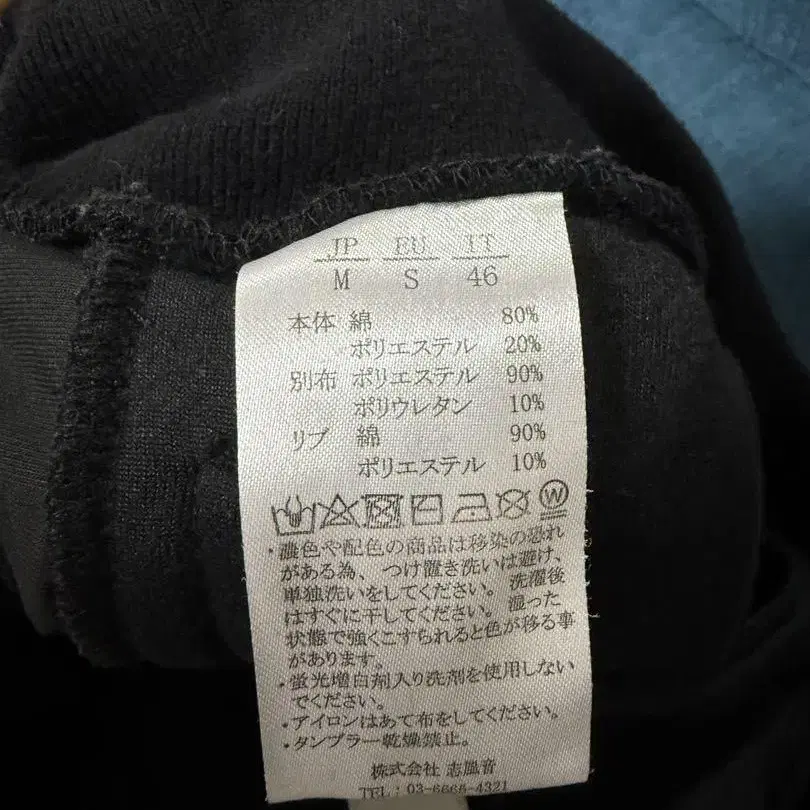 JP EU IT
M S 46
本体 綿 80%
ポリエステル 20%
別布 ポリエステル 90%
ポリウレタン 10%
リブ 綿 90%
ポリエステル 10%
W
・濃色や配色の商品は移染の恐れ
がある為、つけ置き洗いは避け、
単独洗いをしてください。洗濯後
はすぐに干してください。湿った
状態で強くこすられると色が移る事
があります。
・蛍光増白剤入り洗剤を使用しない
でください。
・アイロンはあて布をしてください。
・タンブラー乾燥禁止。
株式会社 志風音
TEL：03-6666-4321